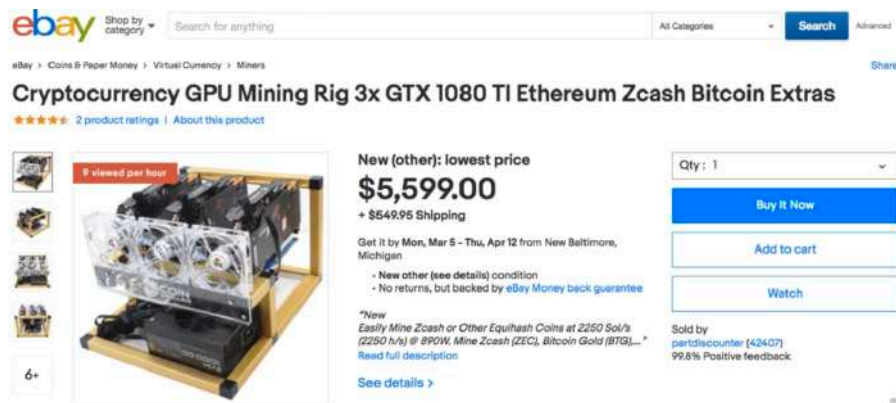 ebay
Shop by category
Search for anything
All Categories
Search
Advanced
eBay > Coins & Paper Money > Virtual Currency > Miners
Share
Cryptocurrency GPU Mining Rig 3x GTX 1080 TI Ethereum Zcash Bitcoin Extras
2 product ratings | About this product
9 viewed per hour
New (other): lowest price
$5,599.00
+ $549.95 Shipping
Get it by Mon, Mar 5 - Thu, Apr 12 from New Baltimore,
Michigan
• New other (see details) condition
• No returns, but backed by eBay Money back guarantee
"New
Easily Mine Zcash or Other Equihash Coins at 2250 Sol/s
(2250 h/s) @ 890W. Mine Zcash (ZEC), Bitcoin Gold (BTG),... "
Read full description
See details >
6+
Qty : 1
Buy It Now
Add to cart
Watch
Sold by
partdiscounter (42407)
99.8% Positive feedback